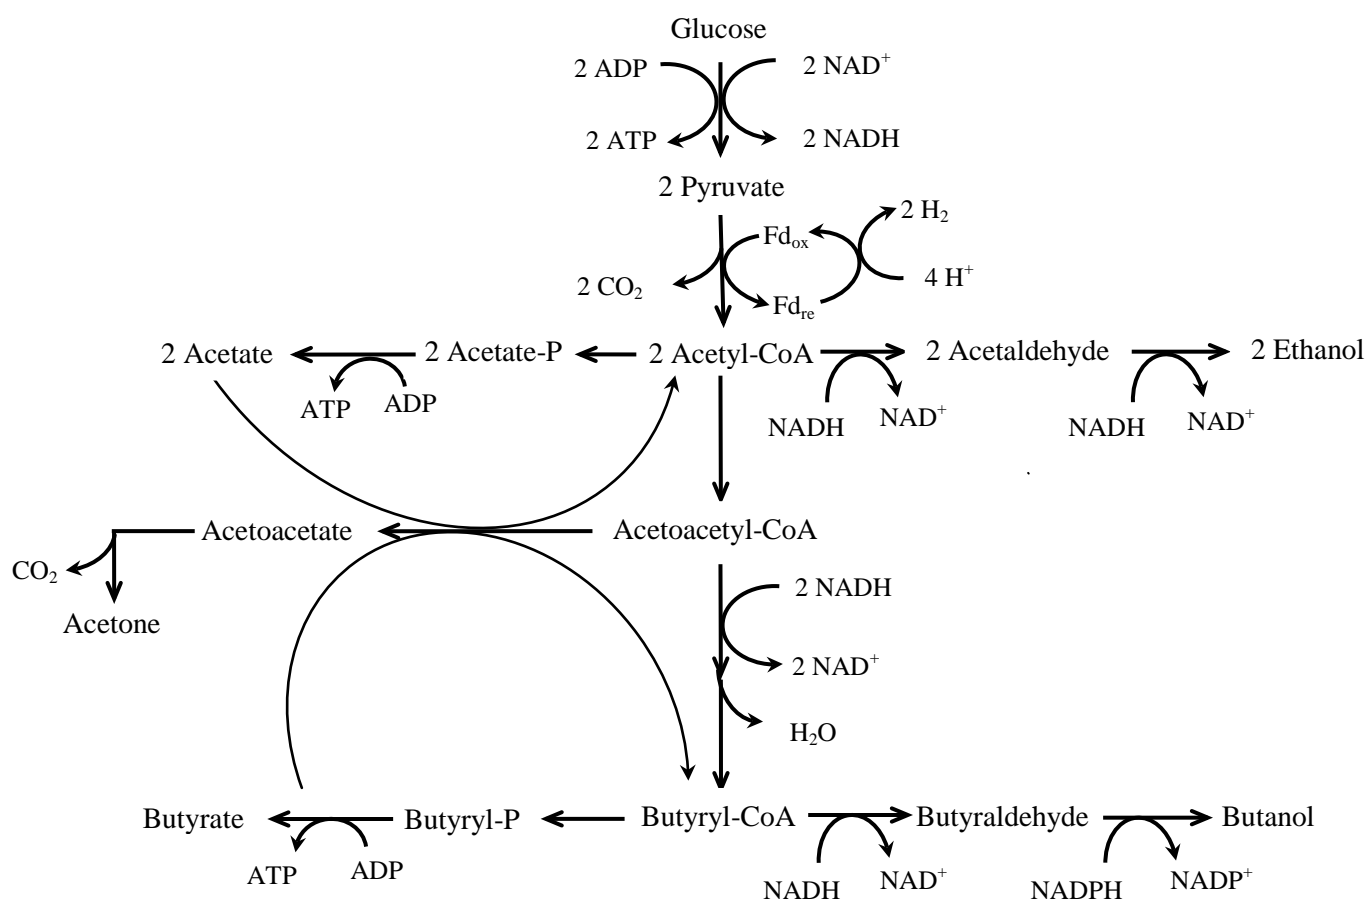 Glucose
2 ADP
2 NAD⁺
2 ATP
2 NADH
2 Pyruvate
2 H₂
Fdₒₓ
4 H⁺
2 CO₂
Fdᵣₑ
2 Acetate
2 Acetate-P
2 Acetyl-CoA
2 Acetaldehyde
2 Ethanol
ATP
ADP
NADH
NAD⁺
NADH
NAD⁺
Acetoacetate
Acetoacetyl-CoA
CO₂
Acetone
2 NADH
2 NAD⁺
H₂O
Butyrate
Butyryl-P
Butyryl-CoA
Butyraldehyde
Butanol
ATP
ADP
NADH
NAD⁺
NADPH
NADP⁺